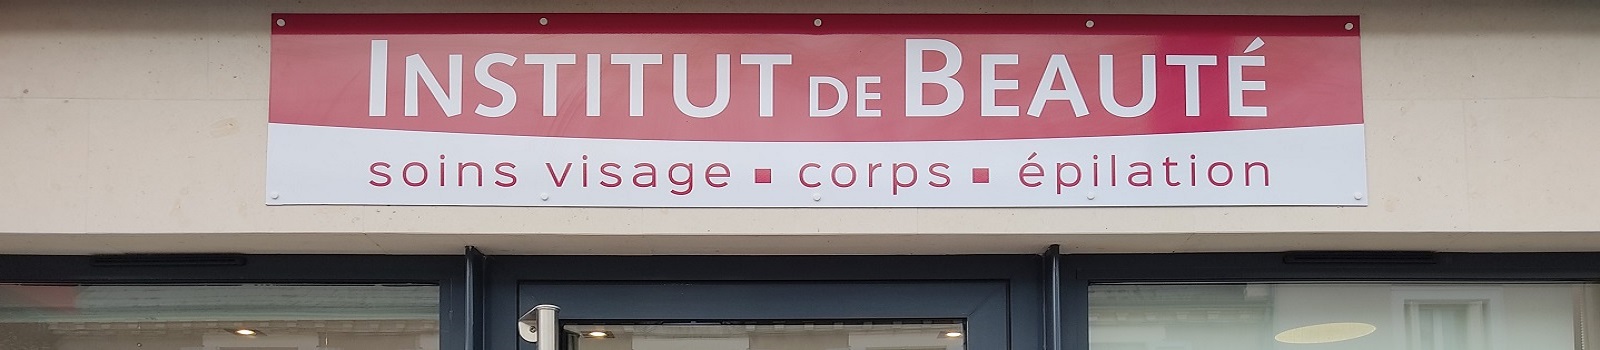 INSTITUT DE BEAUTÉ
soins visage ▪ corps ▪ épilation